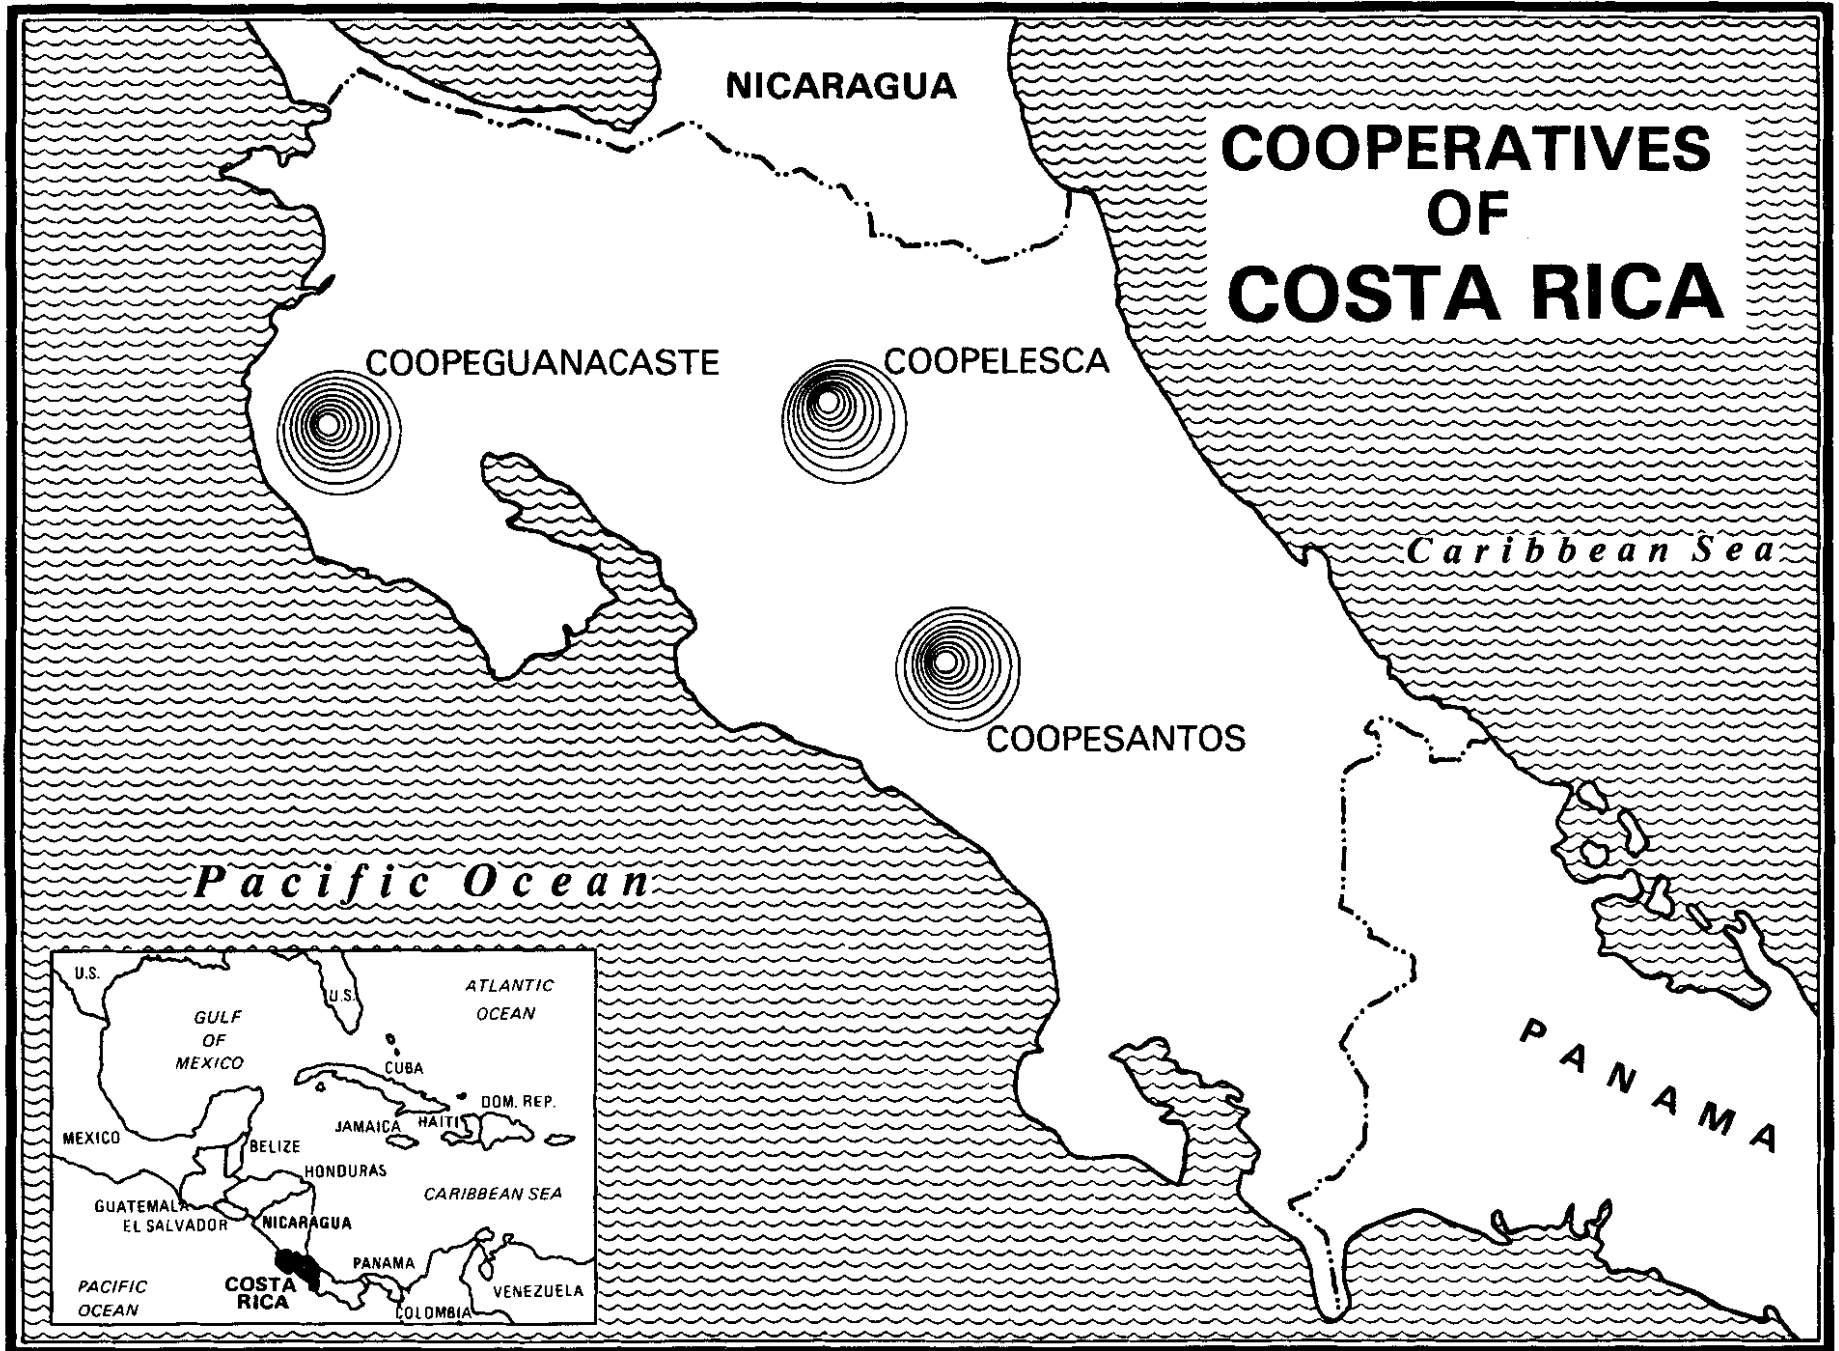 NICARAGUA
COOPERATIVES
OF
COSTA RICA
COOPEGUANACASTE
COOPELESCA
Caribbean Sea
COOPESANTOS
Pacific Ocean
PANAMA
U.S.
U.S.
ATLANTIC
OCEAN
GULF
OF
MEXICO
CUBA
DOM. REP.
JAMAICA
HAITI
MEXICO
BELIZE
HONDURAS
CARIBBEAN SEA
GUATEMALA
EL SALVADOR
NICARAGUA
PANAMA
COSTA
RICA
VENEZUELA
PACIFIC
OCEAN
COLOMBIA